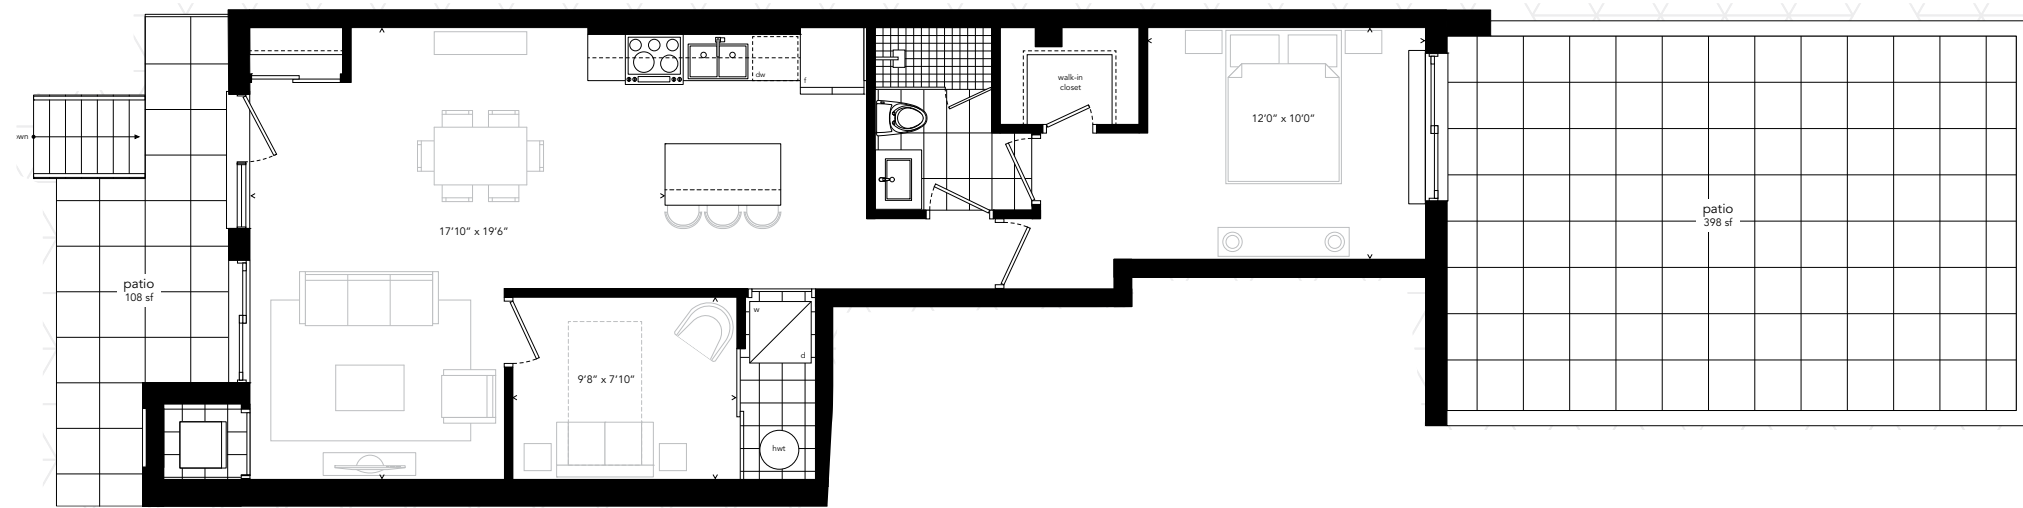 dw
f
walk-in
closet
12'0" x 10'0"
17'10" x 19'6"
patio
398 sf
patio
108 sf
w
d
9'8" x 7'10"
hwt